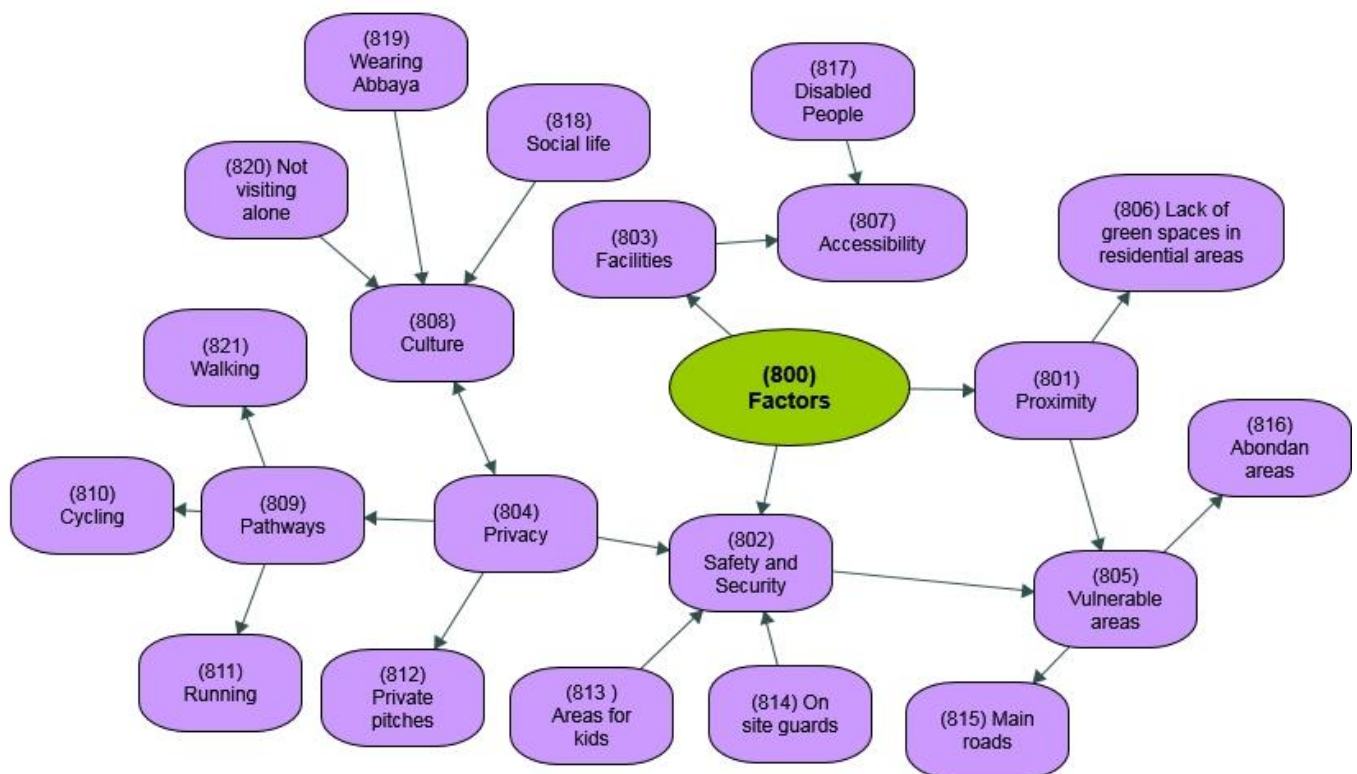 (819)
Wearing
Abbaya
(817)
Disabled
People
(818)
Social life
(820) Not
visiting
alone
(806) Lack of
green spaces in
residential areas
(803)
Facilities
(807)
Accessibility
(808)
Culture
(821)
Walking
(800)
Factors
(801)
Proximity
(816)
Abondan
areas
(810)
Cycling
(809)
Pathways
(804)
Privacy
(802)
Safety and
Security
(805)
Vulnerable
areas
(811)
Running
(812)
Private
pitches
(813 )
Areas for
kids
(814) On
site guards
(815) Main
roads